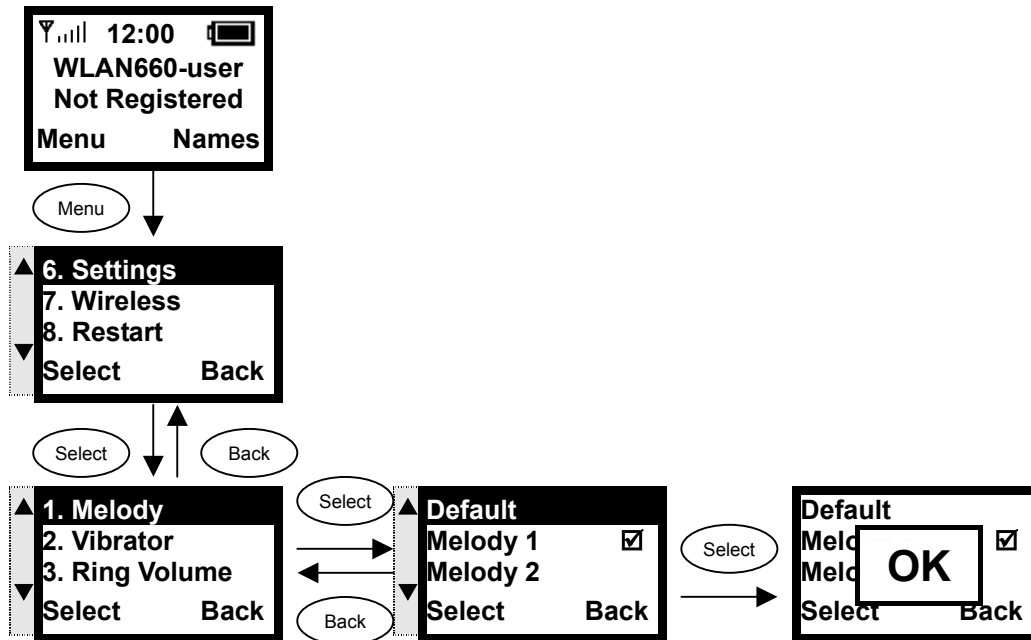 12:00
WLAN660-user
Not Registered
Menu Names
Menu
6. Settings
7. Wireless
8. Restart
Select Back
Select
Back
1. Melody
2. Vibrator
3. Ring Volume
Select Back
Select
Back
Default
Melody 1
Melody 2
Select Back
Select
Default
Melo
Melo
OK
Select Back